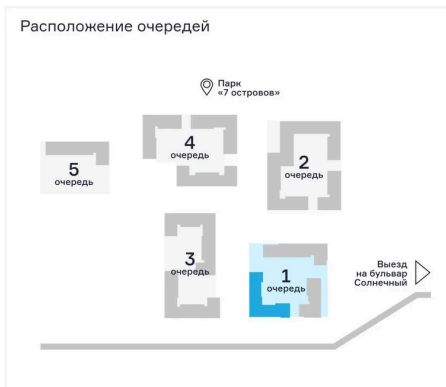 Расположение очередей
Парк
«7 островов»
4
очередь
2
очередь
5
очередь
3
очередь
1
очередь
Выезд
на бульвар
Солнечный